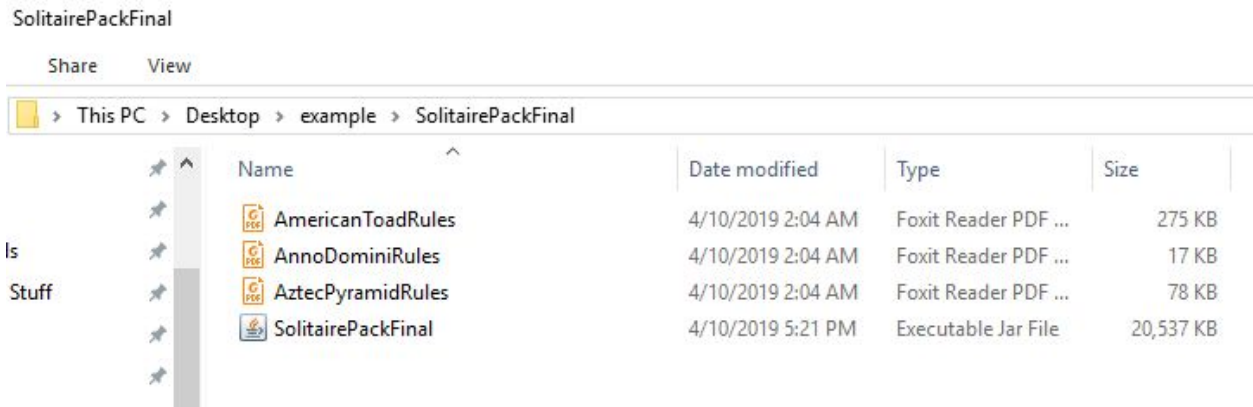 SolitairePackFinal
Share View
> This PC > Desktop > example > SolitairePackFinal
Name Date modified Type Size
AmericanToadRules 4/10/2019 2:04 AM Foxit Reader PDF ... 275 KB
ls AnnoDominiRules 4/10/2019 2:04 AM Foxit Reader PDF ... 17 KB
Stuff AztecPyramidRules 4/10/2019 2:04 AM Foxit Reader PDF ... 78 KB
SolitairePackFinal 4/10/2019 5:21 PM Executable Jar File 20,537 KB